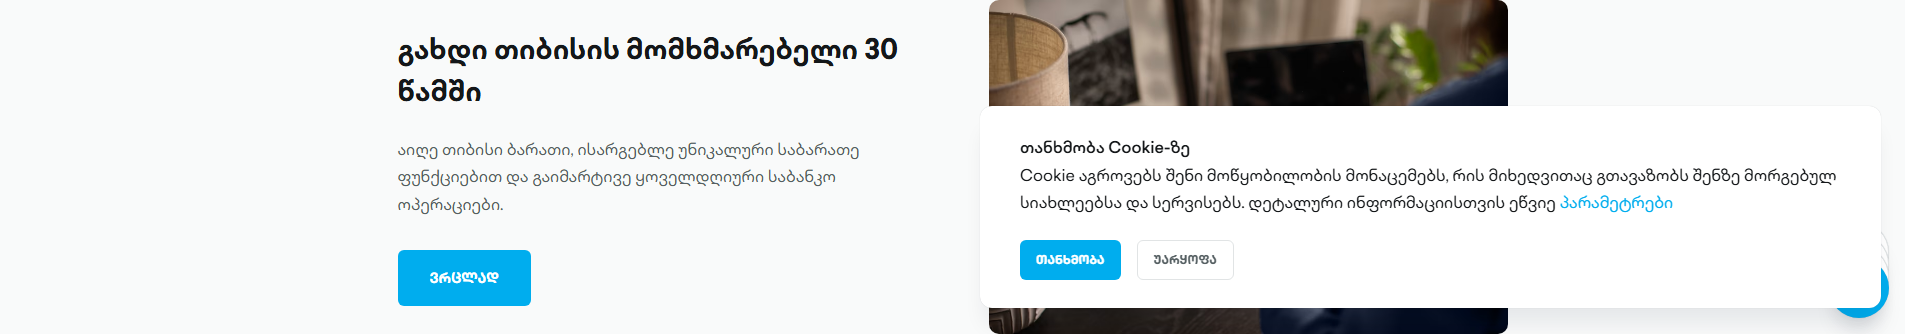 გახდი თიბისის მომხმარებელი 30
წამში
აიღე თიბისი ბარათი, ისარგებლე უნიკალური საბარათე
ფუნქციებით და გაიმარტივე ყოველდღიური საბანკო
ოპერაციები.
ვრცლად
თანხმობა Cookie-ზე
Cookie აგროვებს შენი მოწყობილობის მონაცემებს, რის მიხედვითაც გთავაზობს შენზე მორგებულ
სიახლეებსა და სერვისებს. დეტალური ინფორმაციისთვის ეწვიე პარამეტრები
თანხმობა
უარყოფა